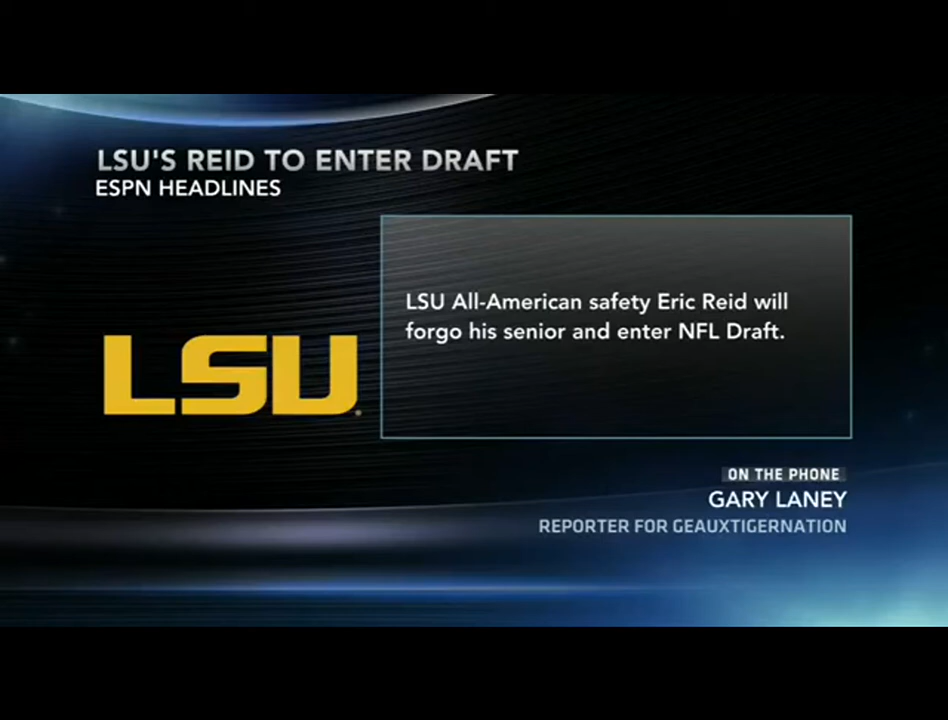 LSU'S REID TO ENTER DRAFT
ESPN HEADLINES
LSU All-American safety Eric Reid will
forgo his senior and enter NFL Draft.
LSU
ON THE PHONE
GARY LANEY
REPORTER FOR GEAUXTIGERNATION